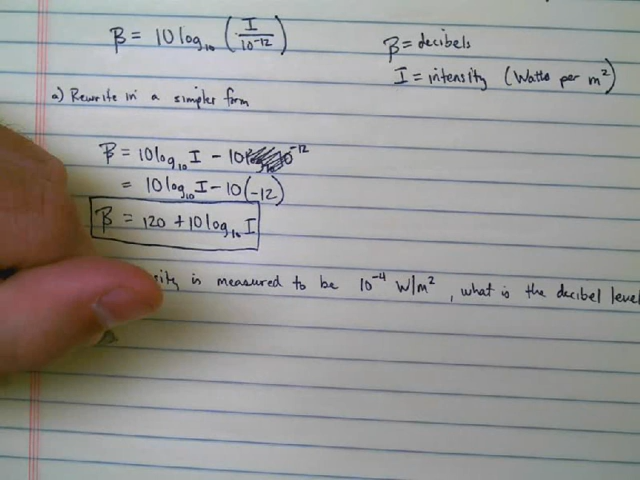 β = 10 log₁₀ (I / 10⁻¹²)
β = decibels
I = intensity (Watts per m²)
a) Rewrite in a simpler form
β = 10 log₁₀ I - 10 10⁻¹²
= 10 log₁₀ I - 10(-12)
β = 120 + 10 log₁₀ I
is measured to be 10⁻⁴ W/m², what is the decibel level